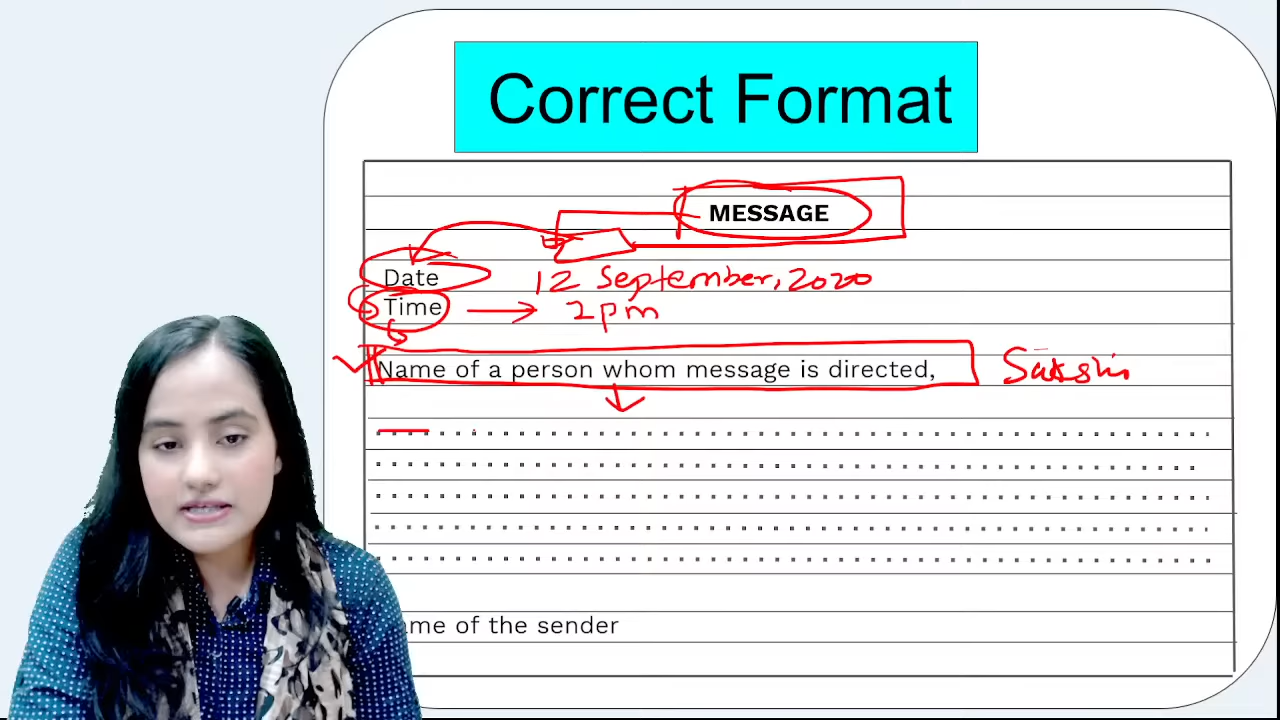 Correct Format
MESSAGE
Date 12 September, 2020
Time → 2pm
Name of a person whom message is directed, Sakshi
ame of the sender